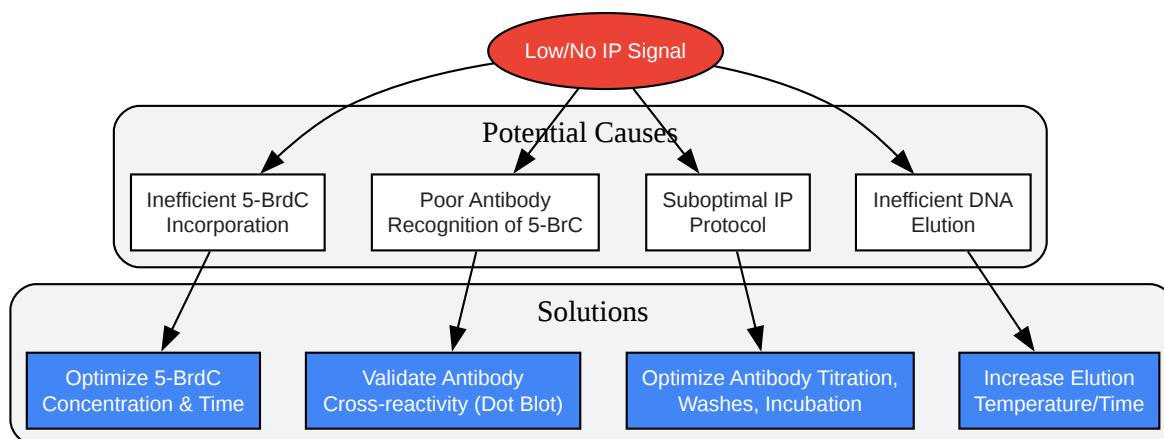 Low/No IP Signal
Potential Causes
Inefficient 5-BrdC
Incorporation
Poor Antibody
Recognition of 5-BrC
Suboptimal IP
Protocol
Inefficient DNA
Elution
Solutions
Optimize 5-BrdC
Concentration & Time
Validate Antibody
Cross-reactivity (Dot Blot)
Optimize Antibody Titration,
Washes, Incubation
Increase Elution
Temperature/Time